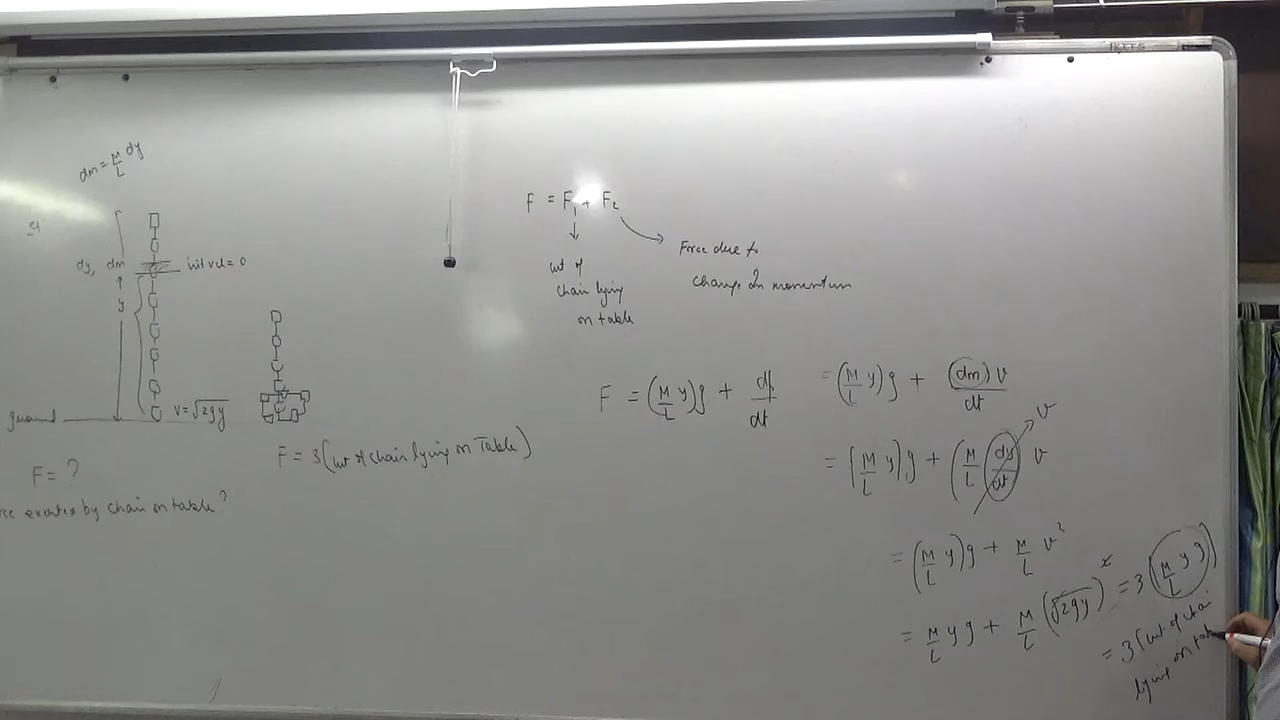 dm = M/L dy
dy, dm
init vel = 0
y
ground
V = √2gy
F = ?
exerted by chain on table?
F = 3(wt of chain lying on Table)
F = F₁ + F₂
wt of
chain lying
on table
Force due to
change in momentum
F = (M/L y)g + dp/dt
= (M/L y)g + (dm)v/dt
= (M/L y)g + (M/L dy/dt) v
v
= (M/L y)g + M/L v²
= M/L yg + M/L (√2gy)² = 3(M/L yg)
= 3(wt of chain
lying on table